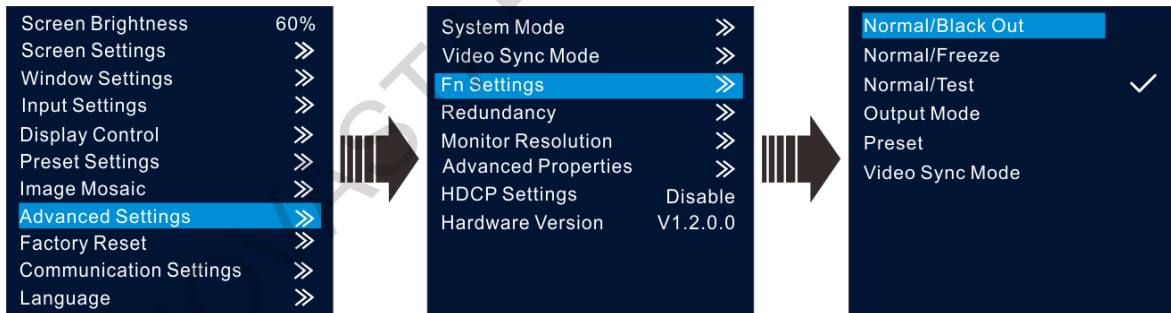 Screen Brightness 60%
Screen Settings
Window Settings
Input Settings
Display Control
Preset Settings
Image Mosaic
Advanced Settings
Factory Reset
Communication Settings
Language
System Mode
Video Sync Mode
Fn Settings
Redundancy
Monitor Resolution
Advanced Properties
HDCP Settings Disable
Hardware Version V1.2.0.0
Normal/Black Out
Normal/Freeze
Normal/Test
Output Mode
Preset
Video Sync Mode